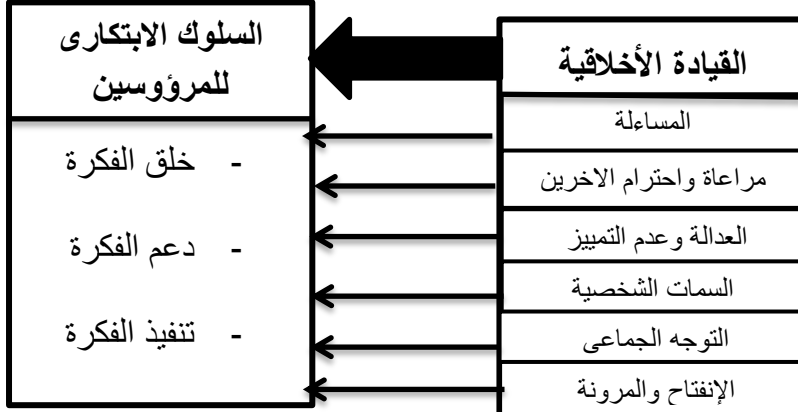 القيادة الأخلاقية
المساءلة
مراعاة واحترام الاخرين
العدالة وعدم التمييز
السمات الشخصية
التوجه الجماعى
الإنفتاح والمرونة
السلوك الابتكارى
للمرؤوسين
- خلق الفكرة
- دعم الفكرة
- تنفيذ الفكرة